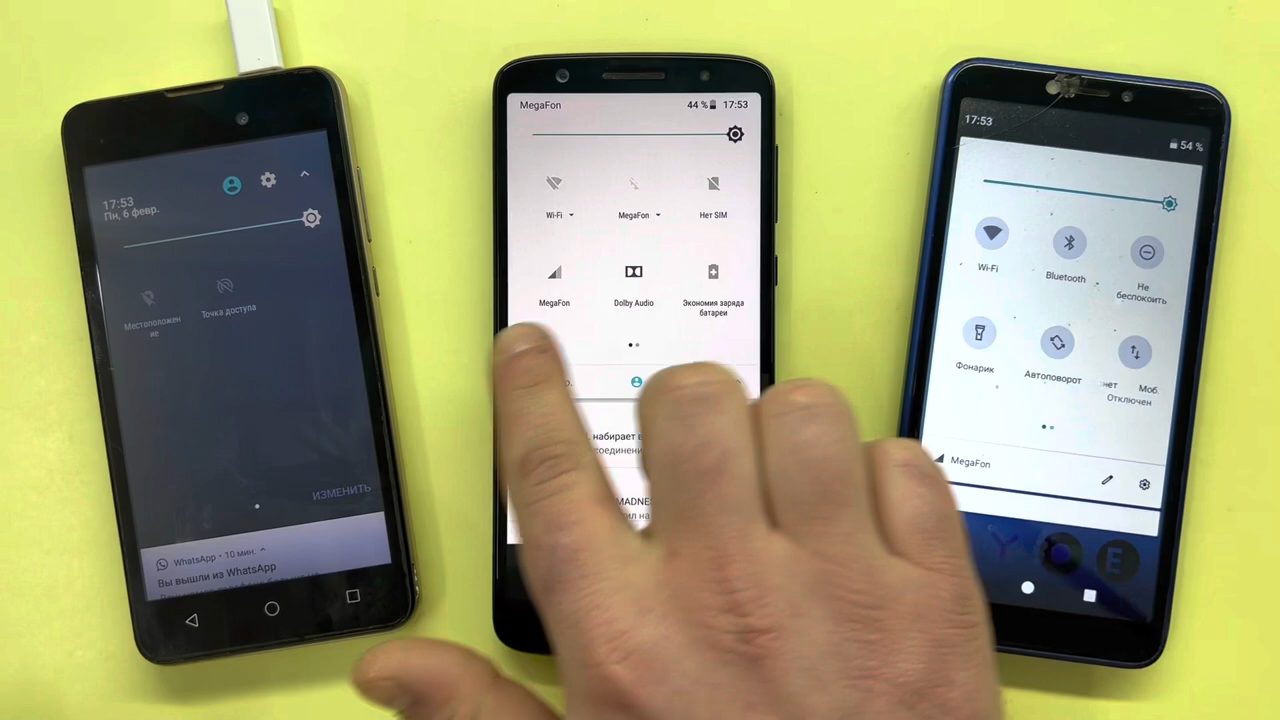 17:53
Пн, 6 февр.
Местоположен
ие
Точка доступа
ИЗМЕНИТЬ
WhatsApp • 10 мин.
Вы вышли из WhatsApp
MegaFon
44 %
17:53
Wi-Fi
MegaFon
Нет SIM
MegaFon
Dolby Audio
Экономия заряда
батареи
набирает
MADNES
17:53
54 %
Wi-Fi
Bluetooth
Не
беспокоить
Фонарик
Автоповорот
нет Моб.
Отключен
MegaFon
E